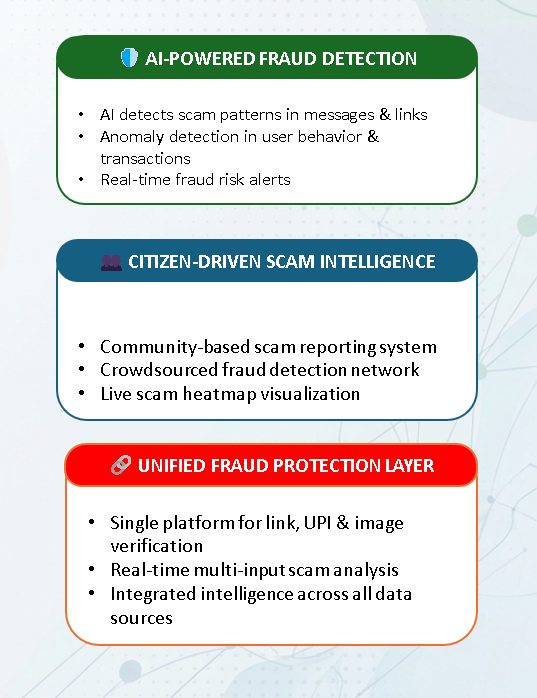 🛡️ AI-POWERED FRAUD DETECTION
• AI detects scam patterns in messages & links
• Anomaly detection in user behavior &
transactions
• Real-time fraud risk alerts
👥 CITIZEN-DRIVEN SCAM INTELLIGENCE
• Community-based scam reporting system
• Crowdsourced fraud detection network
• Live scam heatmap visualization
🔗 UNIFIED FRAUD PROTECTION LAYER
• Single platform for link, UPI & image
verification
• Real-time multi-input scam analysis
• Integrated intelligence across all data
sources